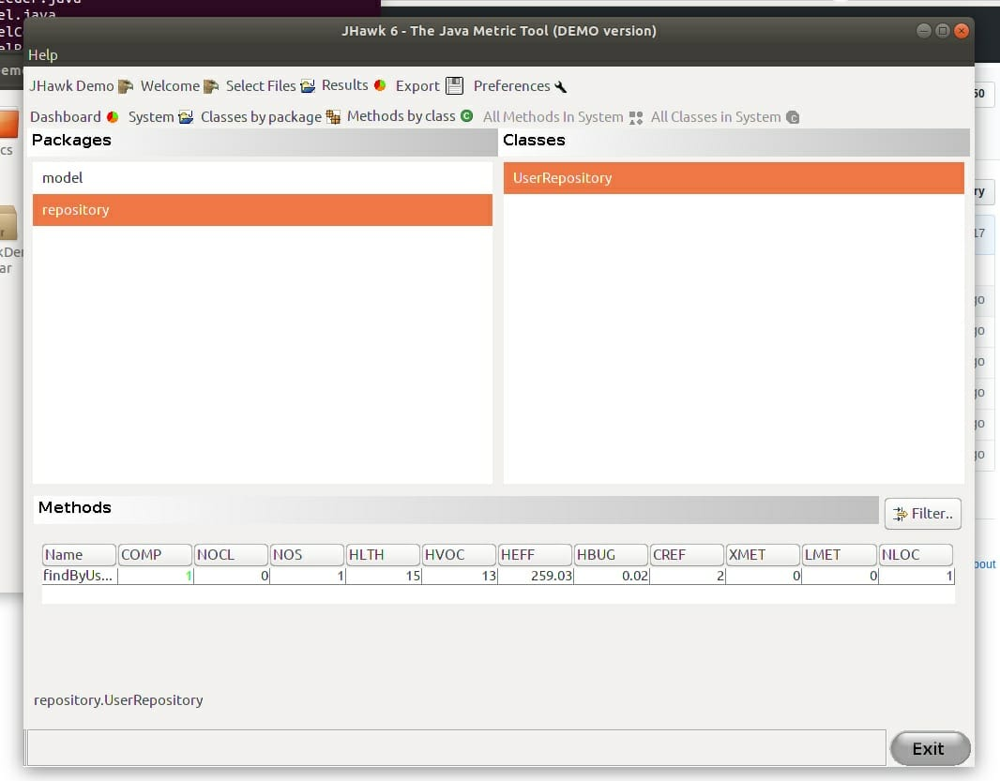 el.java
JHawk 6 - The Java Metric Tool (DEMO version)
Help
JHawk Demo Welcome Select Files Results Export Preferences
Dashboard System Classes by package Methods by class All Methods In System All Classes in System
Packages Classes
model UserRepository
repository
Methods Filter..
Name COMP NOCL NOS HLTH HVOC HEFF HBUG CREF XMET LMET NLOC
findByUs... 1 0 1 15 13 259.03 0.02 2 0 0 1
repository.UserRepository
Exit